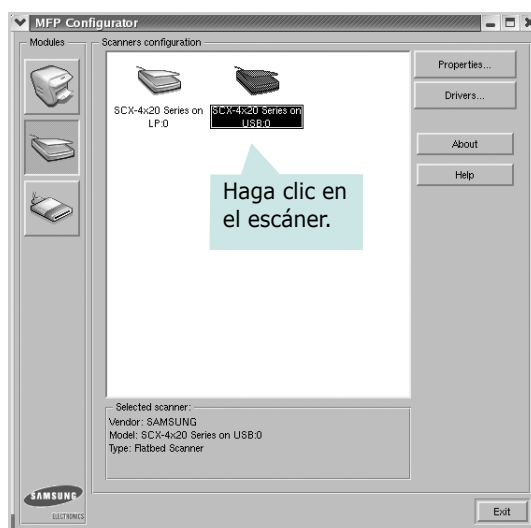 MFP Configurator
Modules
Scanners configuration
SCX-4x20 Series on
LP:0
SCX-4x20 Series on
USB:0
Haga clic en
el escáner.
Properties...
Drivers...
About
Help
Selected scanner:
Vendor: SAMSUNG
Model: SCX-4x20 Series on USB:0
Type: Flatbed Scanner
SAMSUNG
ELECTRONICS
Exit